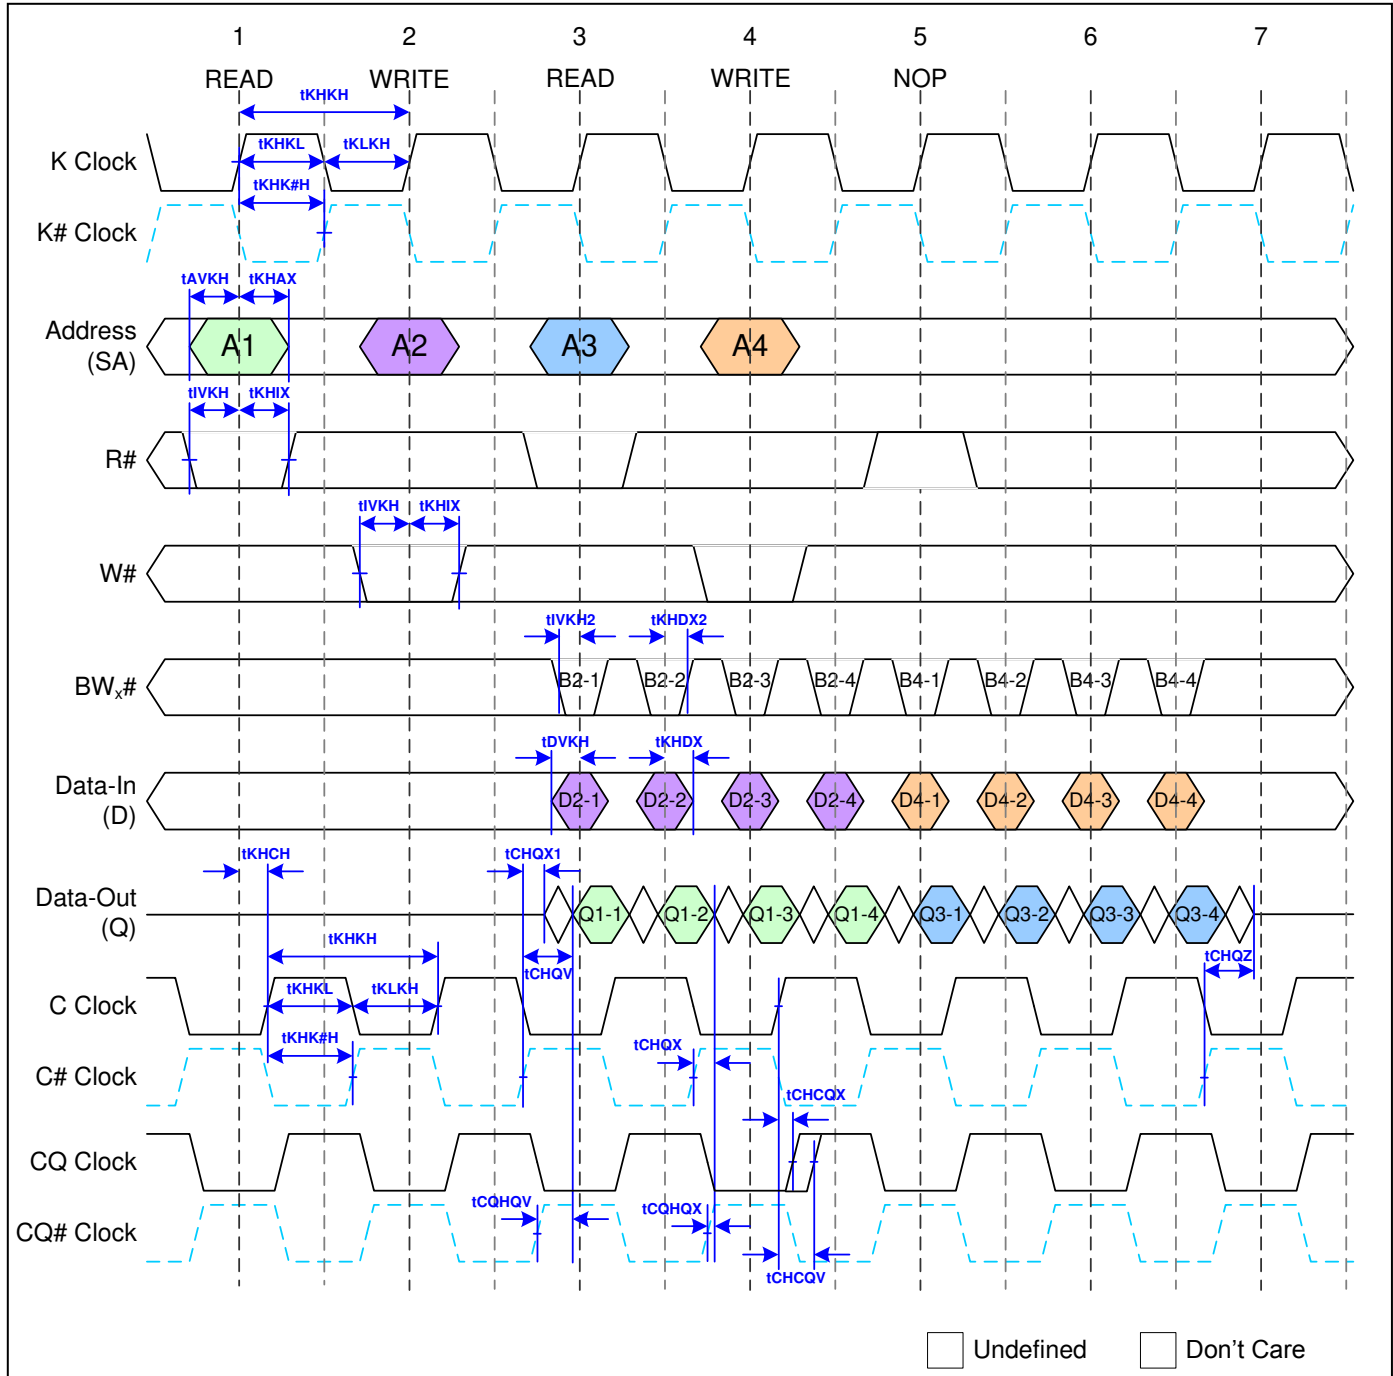 1 2 3 4 5 6 7
READ WRITE READ WRITE NOP
tKHKH
tKHKL tKLKH
K Clock
tKHK#H
K# Clock
tAVKH tKHAX
Address
(SA)
A1 A2 A3 A4
tIVKH tKHIX
R#
tIVKH tKHIX
W#
tIVKH2 tKHDX2
BWx#
B2-1 B2-2 B2-3 B2-4 B4-1 B4-2 B4-3 B4-4
tDVKH tKHDX
Data-In
(D)
D2-1 D2-2 D2-3 D2-4 D4-1 D4-2 D4-3 D4-4
tKHCH tCHQX1
Data-Out
(Q)
Q1-1 Q1-2 Q1-3 Q1-4 Q3-1 Q3-2 Q3-3 Q3-4
tKHKH
tCHQV tCHQZ
tKHKL tKLKH
C Clock
tKHK#H tCHQX
C# Clock
tCHCQX
CQ Clock
tCQHQV tCQHQX
CQ# Clock
tCHCQV
Undefined Don't Care